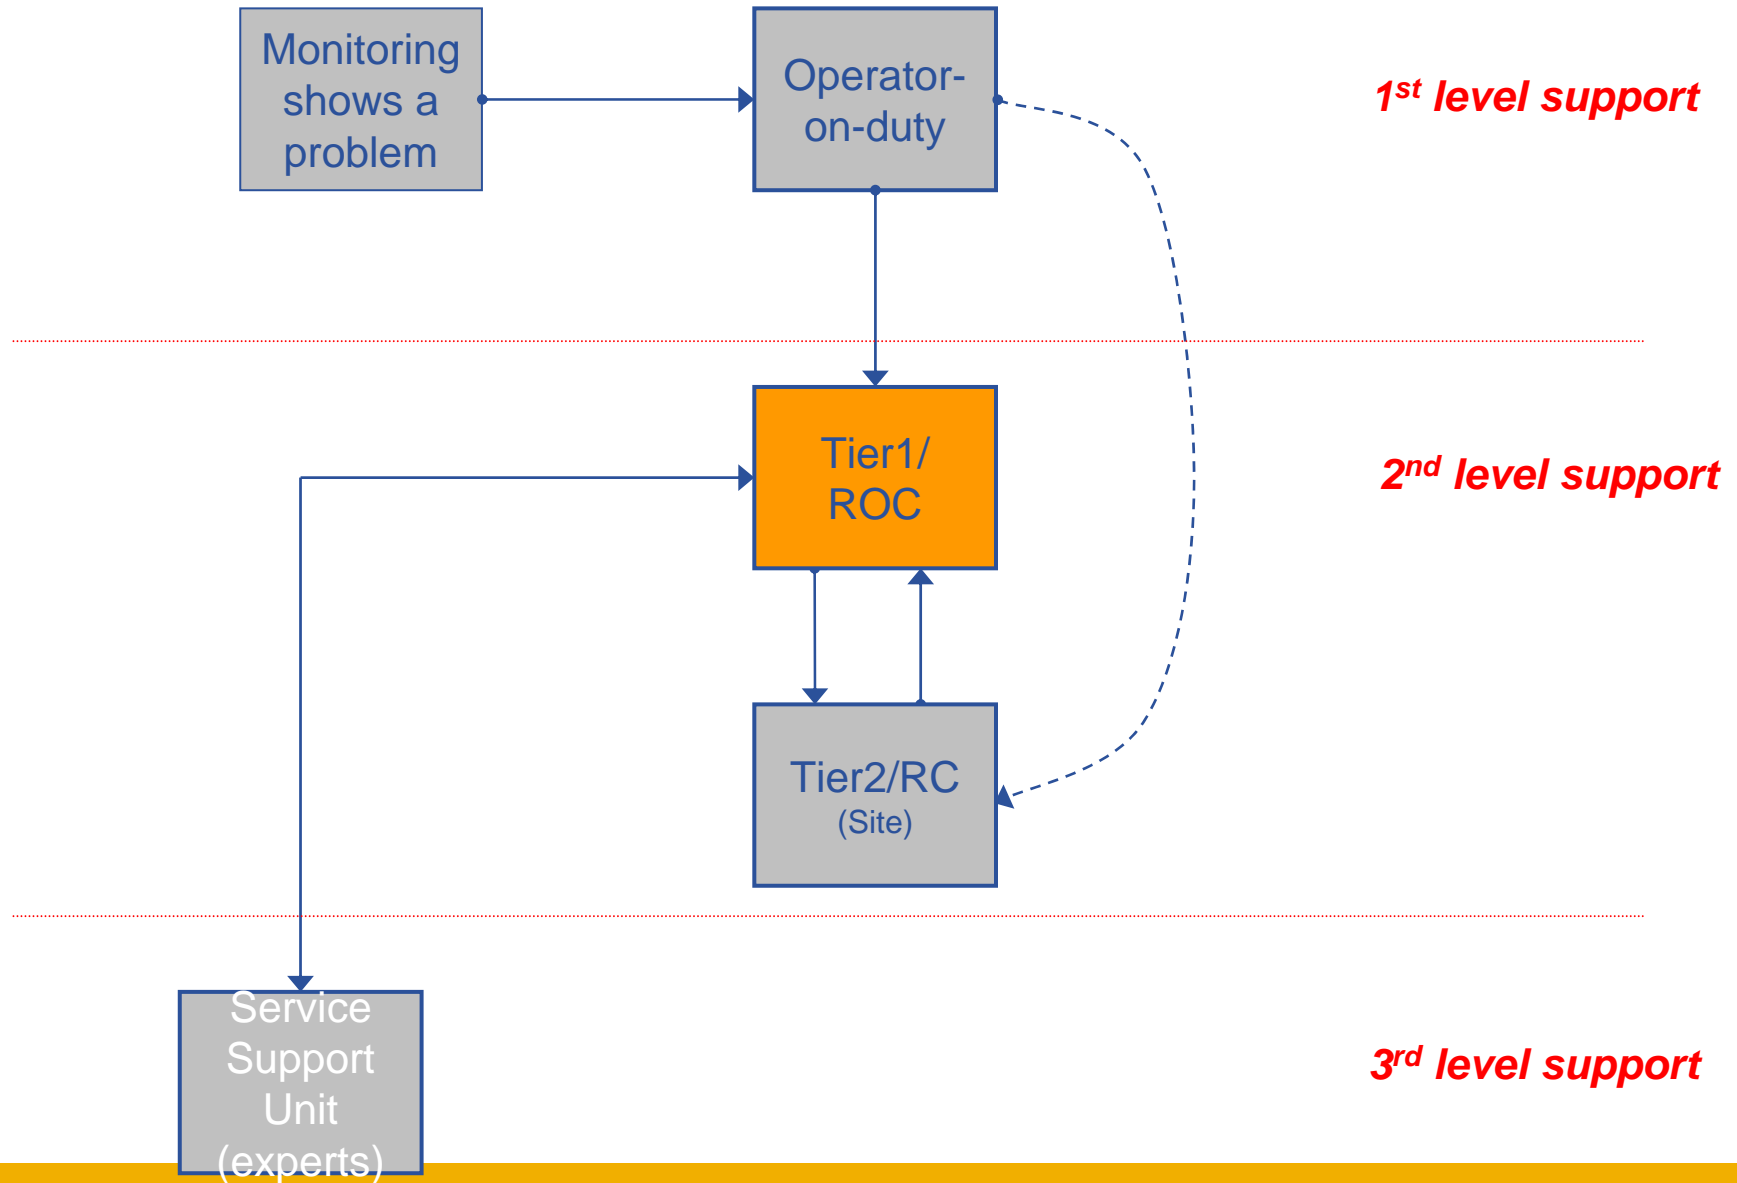 Monitoring
shows a
problem
Operator-
on-duty
1st level support
Tier1/
ROC
2nd level support
Tier2/RC
(Site)
Service
Support
Unit
(experts)
3rd level support